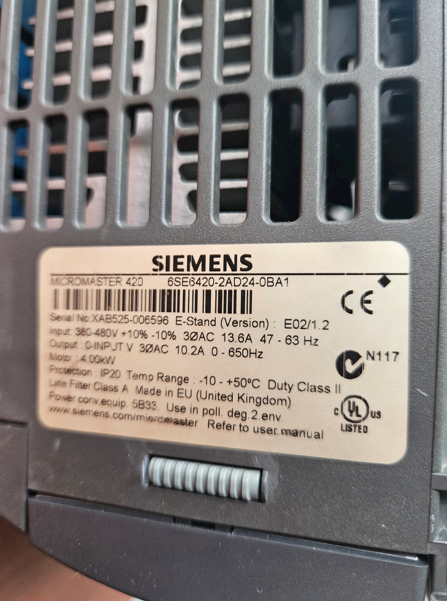 SIEMENS
MICROMASTER 420 6SE6420-2AD24-0BA1
CE
Serial No:XAB525-006596 E-Stand (Version) : E02/1.2
Input: 380-480V +10% -10% 3ØAC 13.6A 47 - 63 Hz
Output : 0-INPUT V 3ØAC 10.2A 0 - 650Hz
N117
Motor : 4.00kW
Protection : IP20 Temp Range : -10 - +50°C Duty Class II
Line Filter Class A Made in EU (United Kingdom)
Power conv.equip. 5B33. Use in poll. deg.2 env.
www.siemens.com/micromaster Refer to user manual
C UL US
LISTED